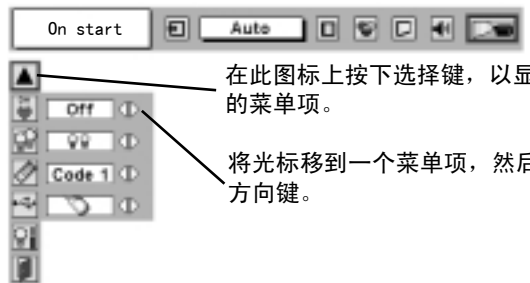 On start
Auto
在此图标上按下选择键，以显
的菜单项。
Off
将光标移到一个菜单项，然后
方向键。
Code 1